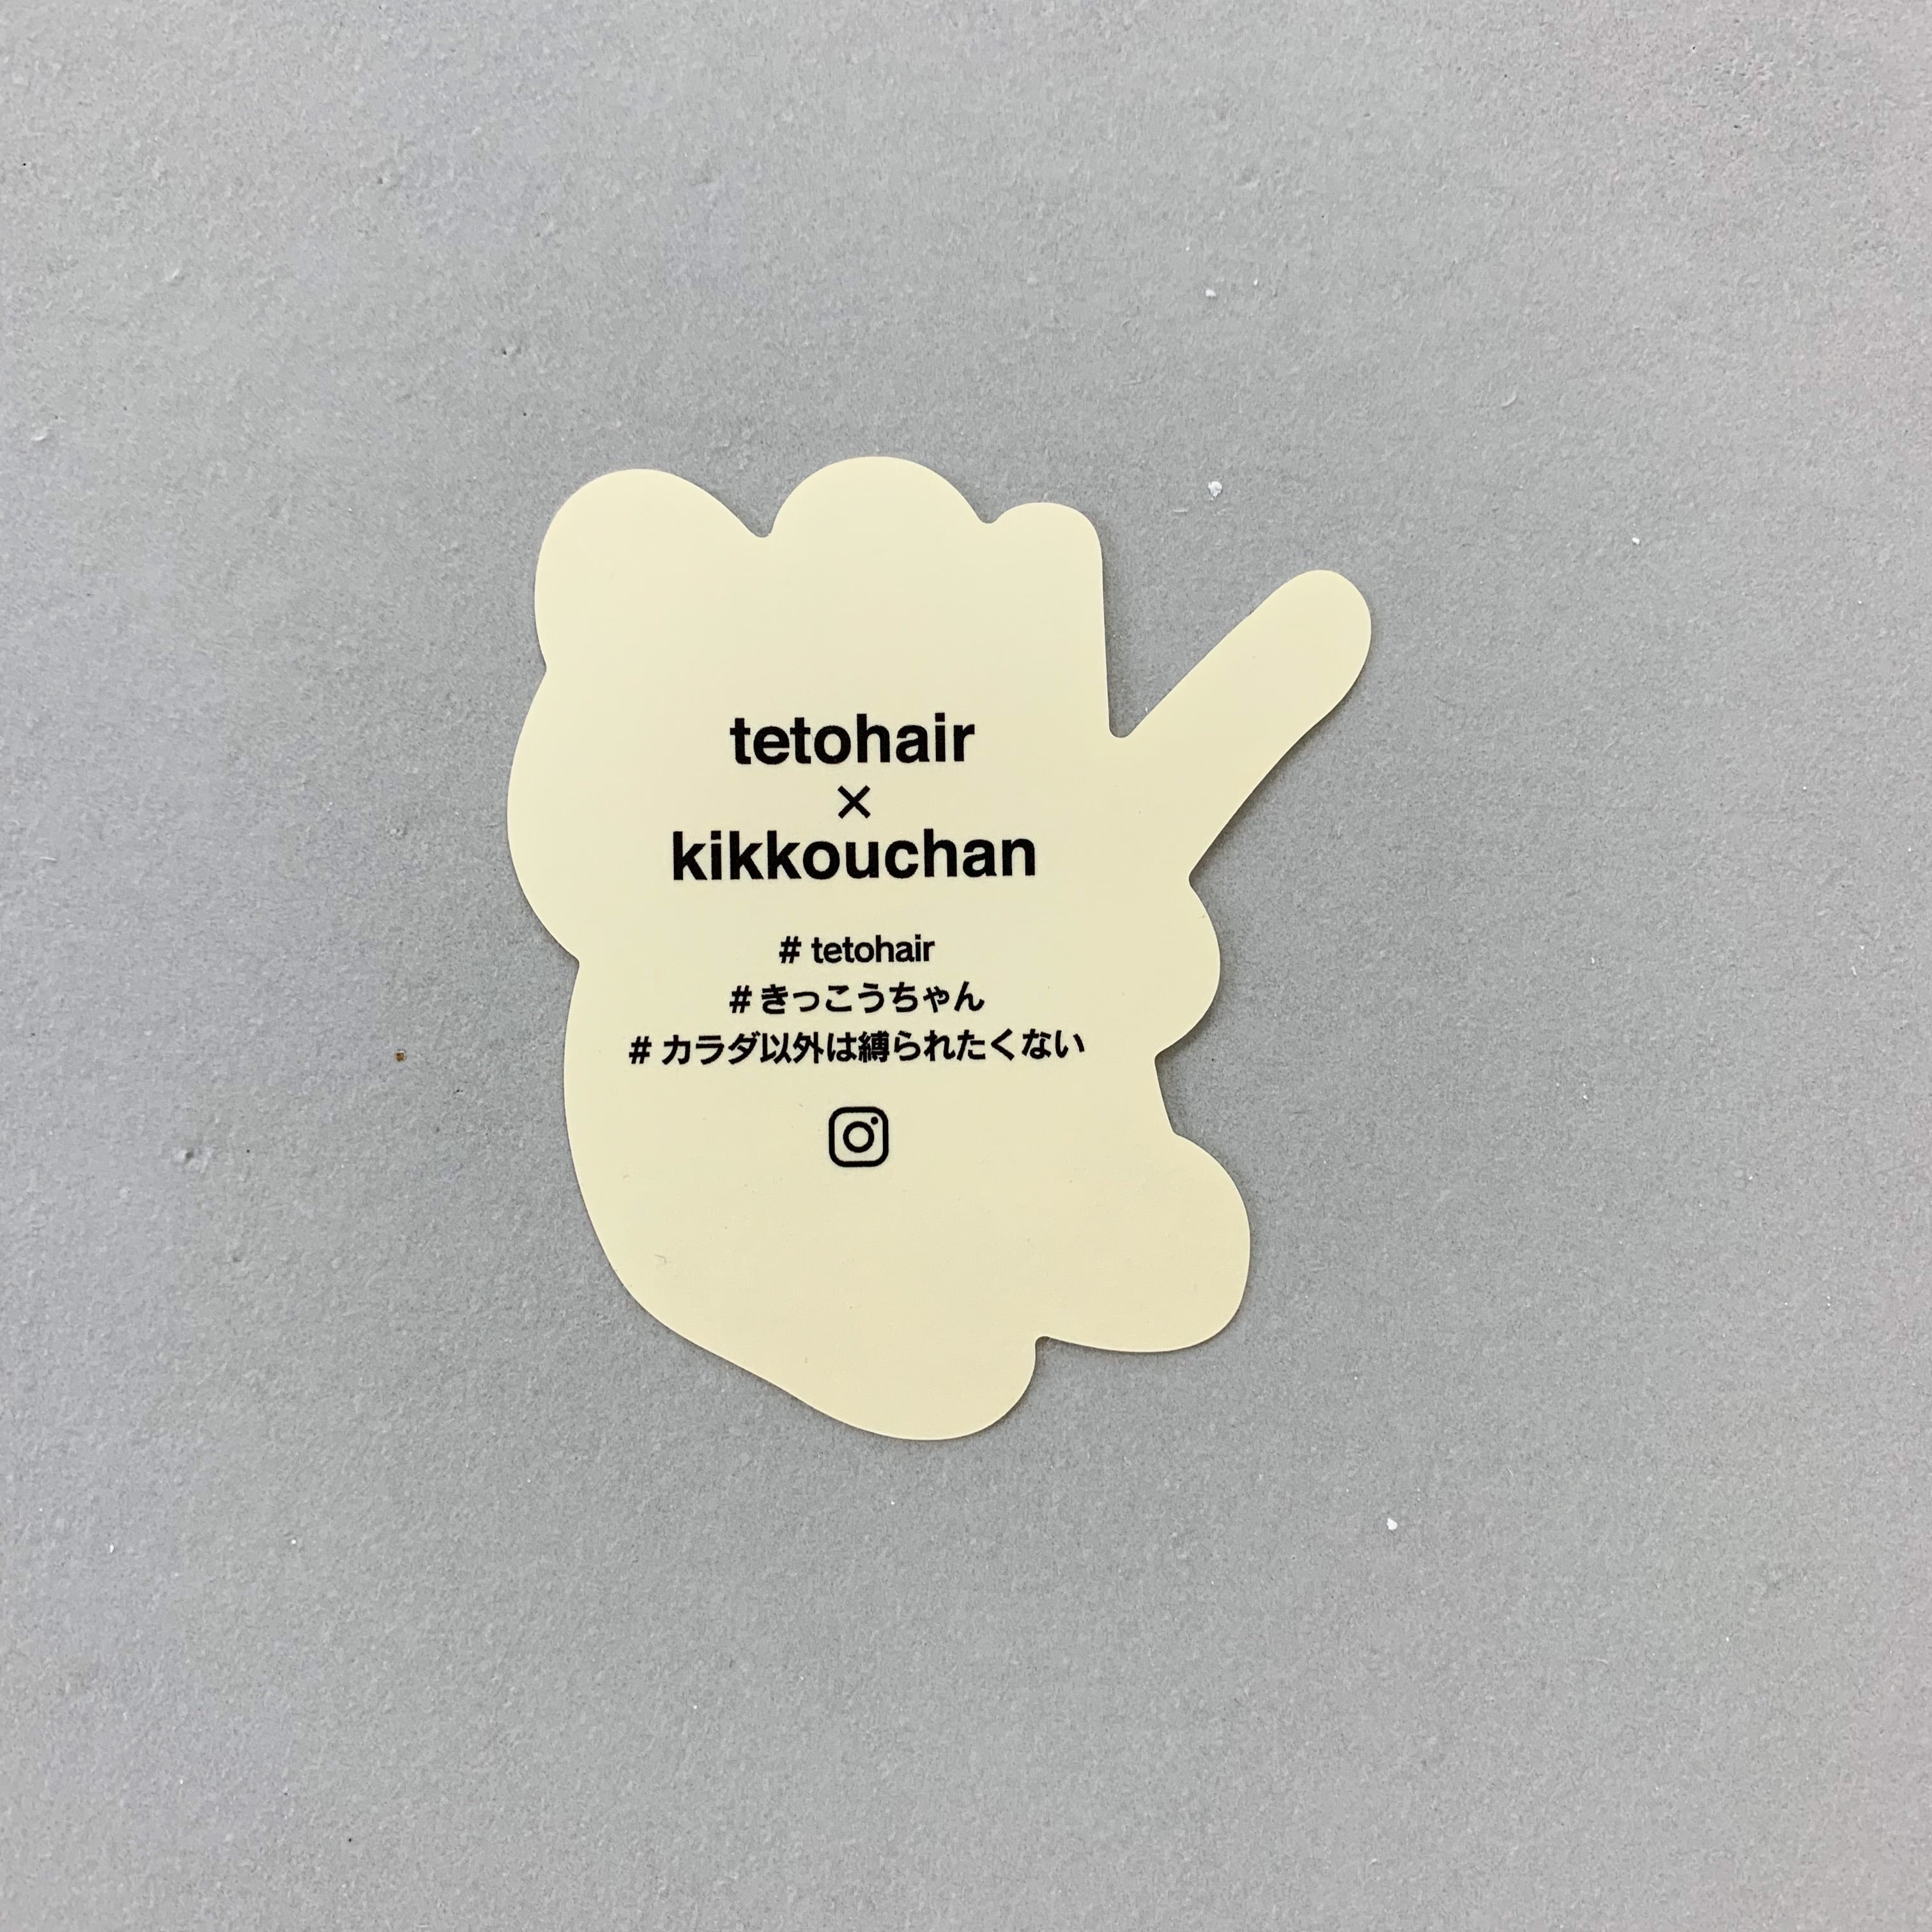 tetohair
×
kikkouchan
# tetohair
# きっこうちゃん
# カラダ以外は縛られたくない